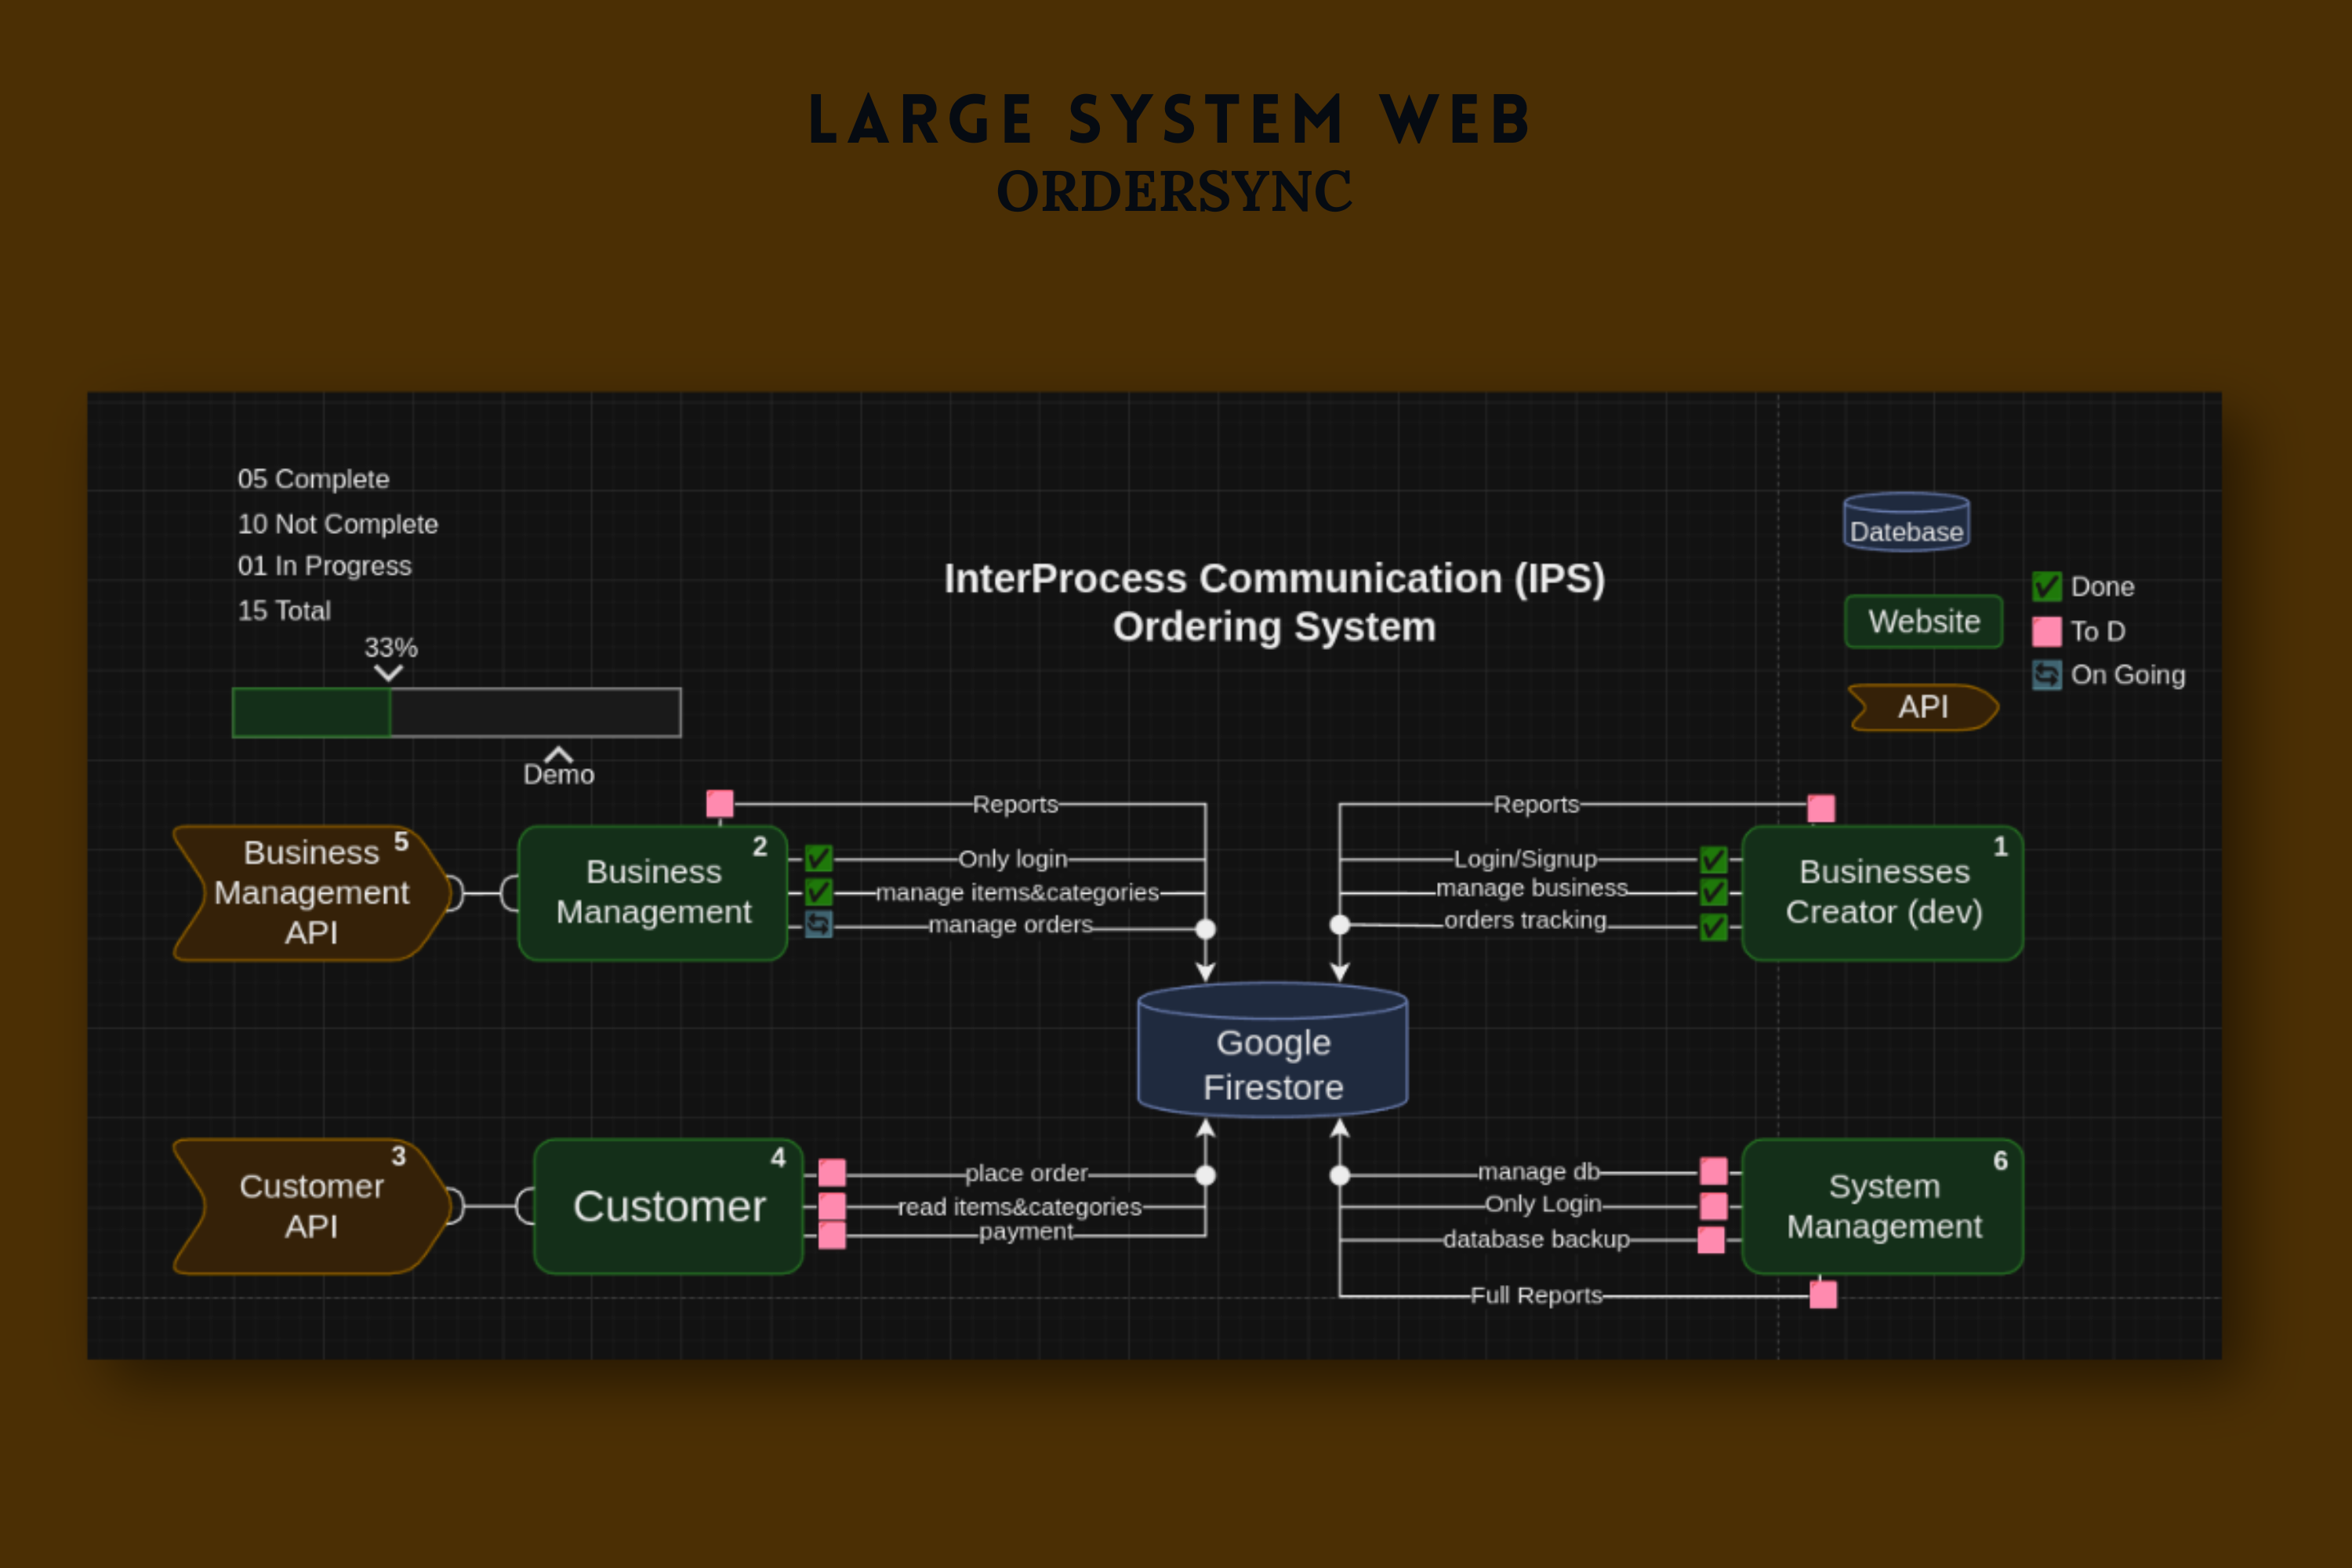 LARGE SYSTEM WEB
ORDERSYNC
05 Complete
10 Not Complete
01 In Progress
15 Total
33%
Demo
InterProcess Communication (IPS)
Ordering System
Datebase
Website
API
Done
To D
On Going
Business
Management
API
5
Business
Management
2
Reports
Only login
manage items&categories
manage orders
Reports
Login/Signup
manage business
orders tracking
Businesses
Creator (dev)
1
Google
Firestore
Customer
API
3
Customer
4
place order
read items&categories
payment
manage db
Only Login
database backup
Full Reports
System
Management
6